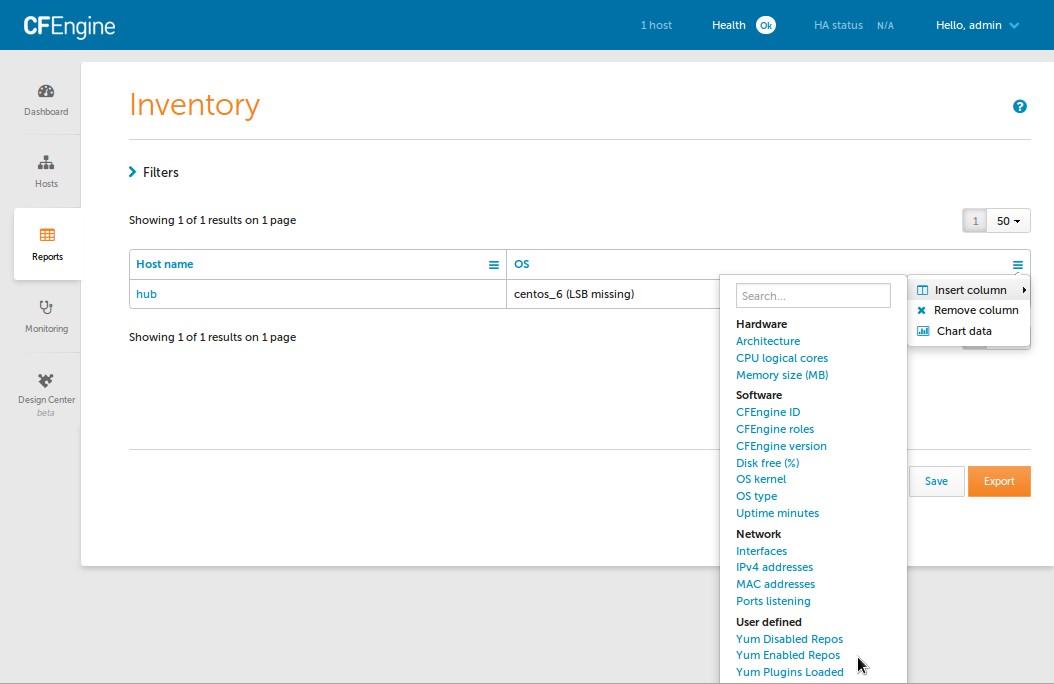 CFEngine
1 host
Health Ok
HA status N/A
Hello, admin
Dashboard
Hosts
Reports
Monitoring
Design Center
beta
Inventory
?
Filters
Showing 1 of 1 results on 1 page
1 50
Host name
OS
hub
centos_6 (LSB missing)
Showing 1 of 1 results on 1 page
Insert column
Remove column
Chart data
Search...
Hardware
Architecture
CPU logical cores
Memory size (MB)
Software
CFEngine ID
CFEngine roles
CFEngine version
Disk free (%)
OS kernel
OS type
Uptime minutes
Network
Interfaces
IPv4 addresses
MAC addresses
Ports listening
User defined
Yum Disabled Repos
Yum Enabled Repos
Yum Plugins Loaded
Save
Export